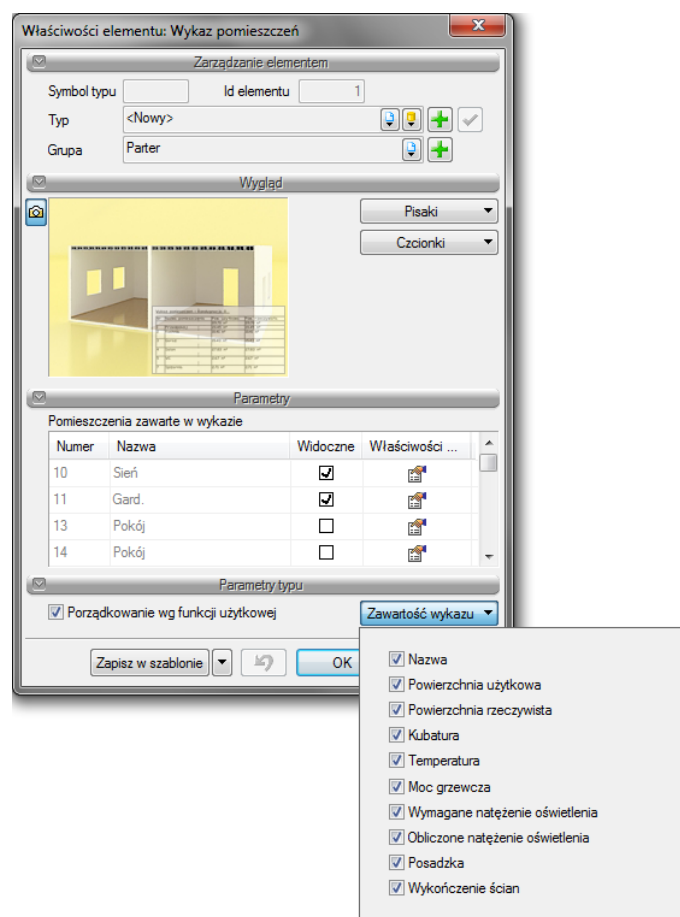 Właściwości elementu: Wykaz pomieszczeń
Zarządzanie elementem
Symbol typu
Id elementu 1
Typ <Nowy>
Grupa Parter
Wygląd
Pisaki
Czcionki
Parametry
Pomieszczenia zawarte w wykazie
Numer Nazwa Widoczne Właściwości ...
10 Sień
11 Gard.
13 Pokój
14 Pokój
Parametry typu
Porządkowanie wg funkcji użytkowej Zawartość wykazu
Zapisz w szablonie OK
Nazwa
Powierzchnia użytkowa
Powierzchnia rzeczywista
Kubatura
Temperatura
Moc grzewcza
Wymagane natężenie oświetlenia
Obliczone natężenie oświetlenia
Posadzka
Wykończenie ścian